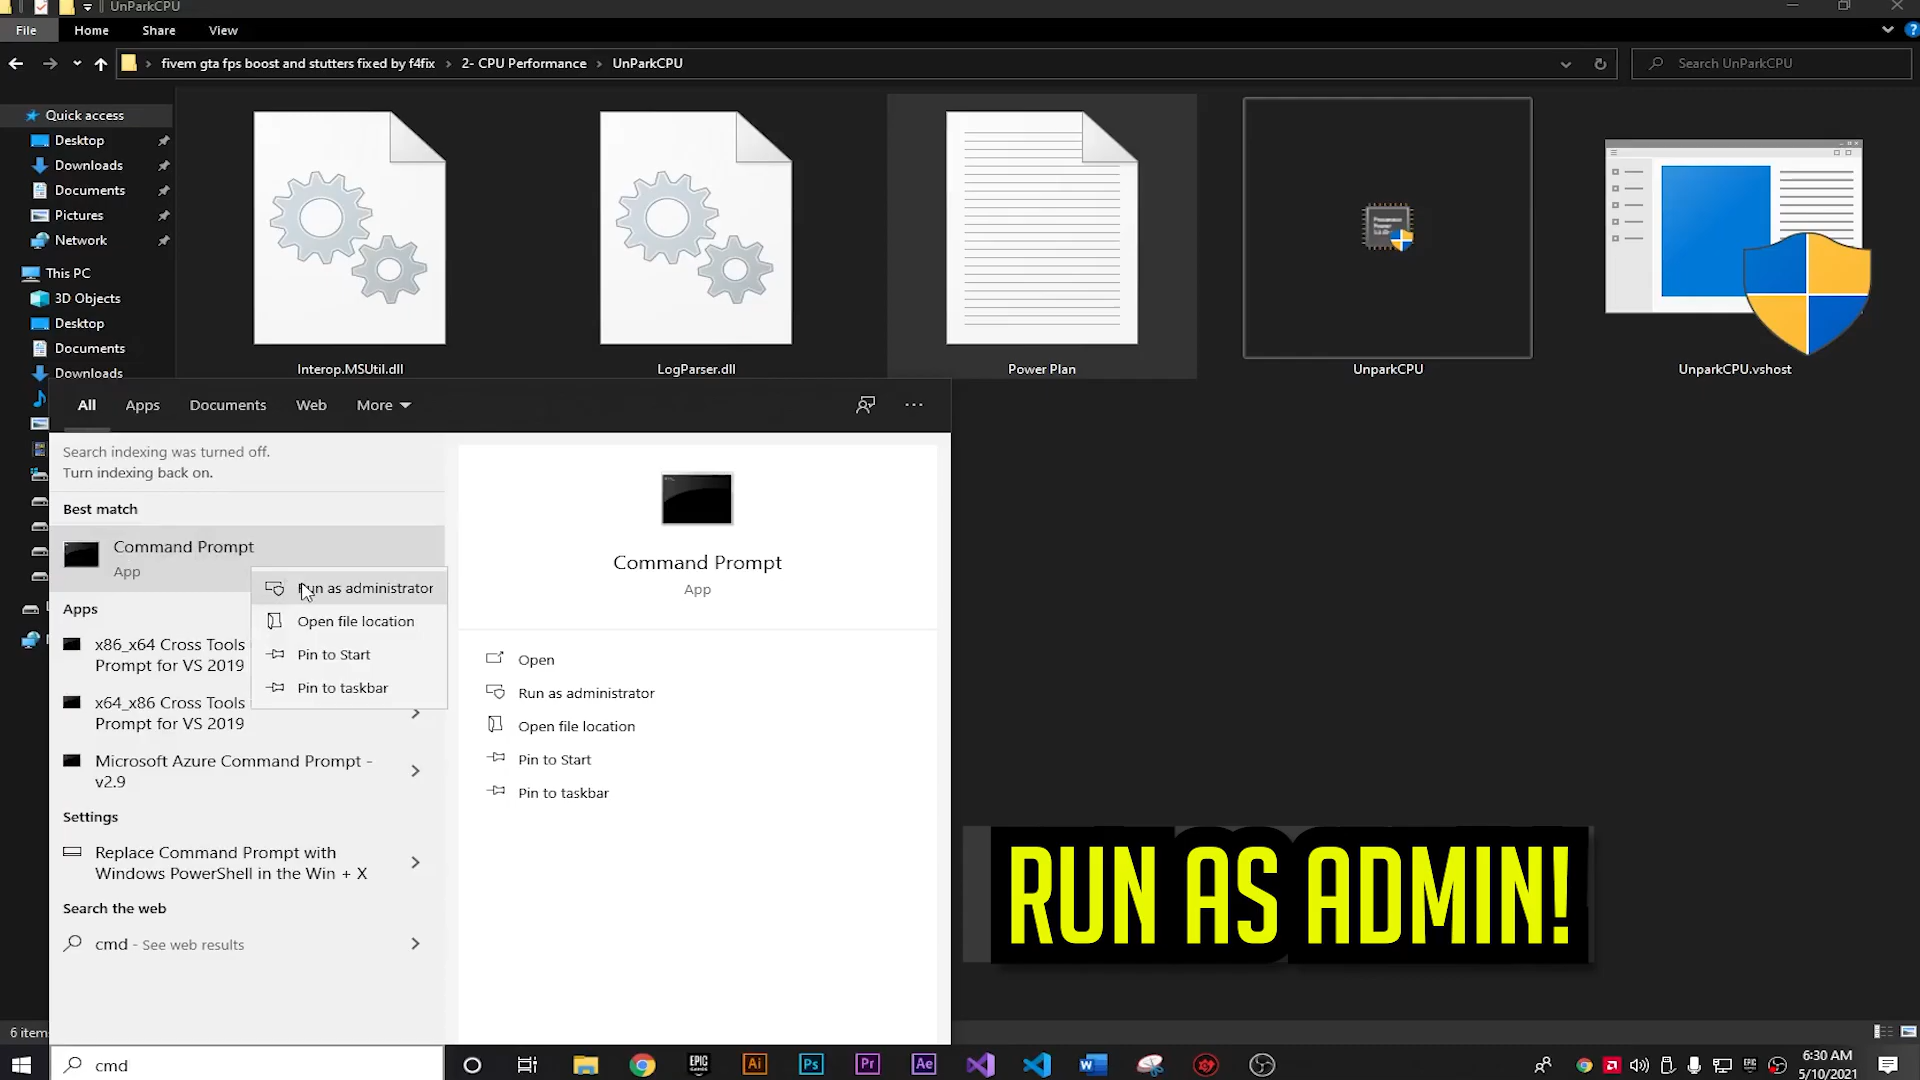 UnParkCPU
File Home Share View
fivem gta fps boost and stutters fixed by f4fix 2- CPU Performance UnParkCPU
Search UnParkCPU
Quick access
Desktop
Downloads
Documents
Pictures
Network
This PC
3D Objects
Desktop
Documents
Downloads
Interop.MSUtil.dll
LogParser.dll
Power Plan
UnparkCPU
UnparkCPU.vshost
All Apps Documents Web More
Search indexing was turned off.
Turn indexing back on.
Best match
Command Prompt
App
Run as administrator
Open file location
Pin to Start
Pin to taskbar
Apps
x86_x64 Cross Tools
Prompt for VS 2019
x64_x86 Cross Tools
Prompt for VS 2019
Microsoft Azure Command Prompt -
v2.9
Settings
Replace Command Prompt with
Windows PowerShell in the Win + X
Search the web
cmd - See web results
Command Prompt
App
Open
Run as administrator
Open file location
Pin to Start
Pin to taskbar
RUN AS ADMIN!
6 item
cmd
EPIC GAMES
Ai
Ps
Pr
Ae
6:30 AM
5/10/2021